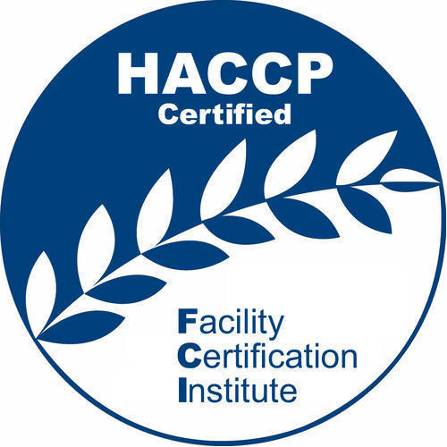 HACCP
Certified
Facility
Certification
Institute